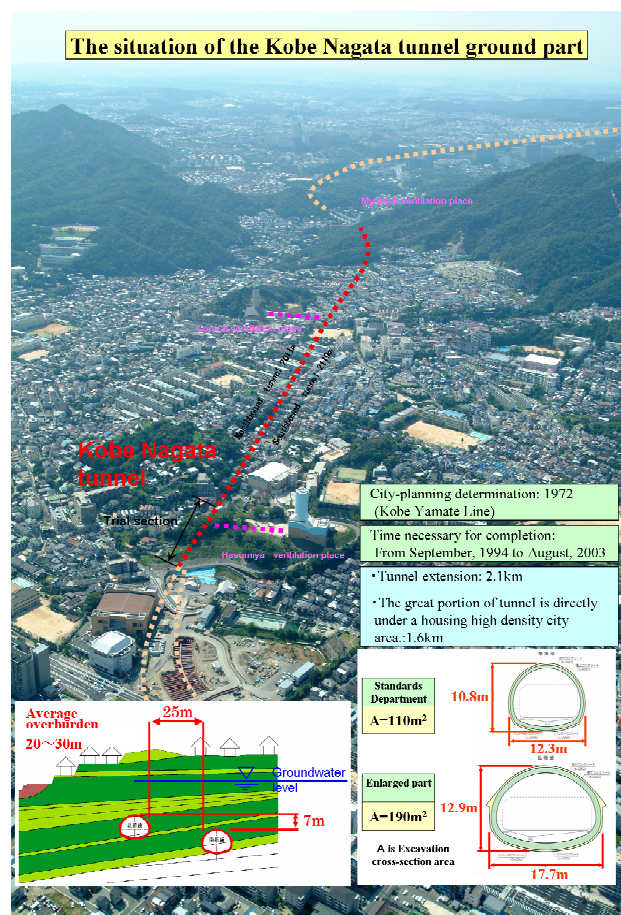 The situation of the Kobe Nagata tunnel ground part
ventilation place
Kobe Nagata
tunnel
Trial section
Hasumiya ventilation place
City-planning determination: 1972
(Kobe Yamate Line)
Time necessary for completion:
From September, 1994 to August, 2003
・Tunnel extension: 2.1km
・The great portion of tunnel is directly
under a housing high density city
area.:1.6km
Standards
Department
A=110m²
10.8m
12.3m
Enlarged part
A=190m²
12.9m
17.7m
A is Excavation
cross-section area
Average
overburden
20～30m
25m
Groundwater
level
7m